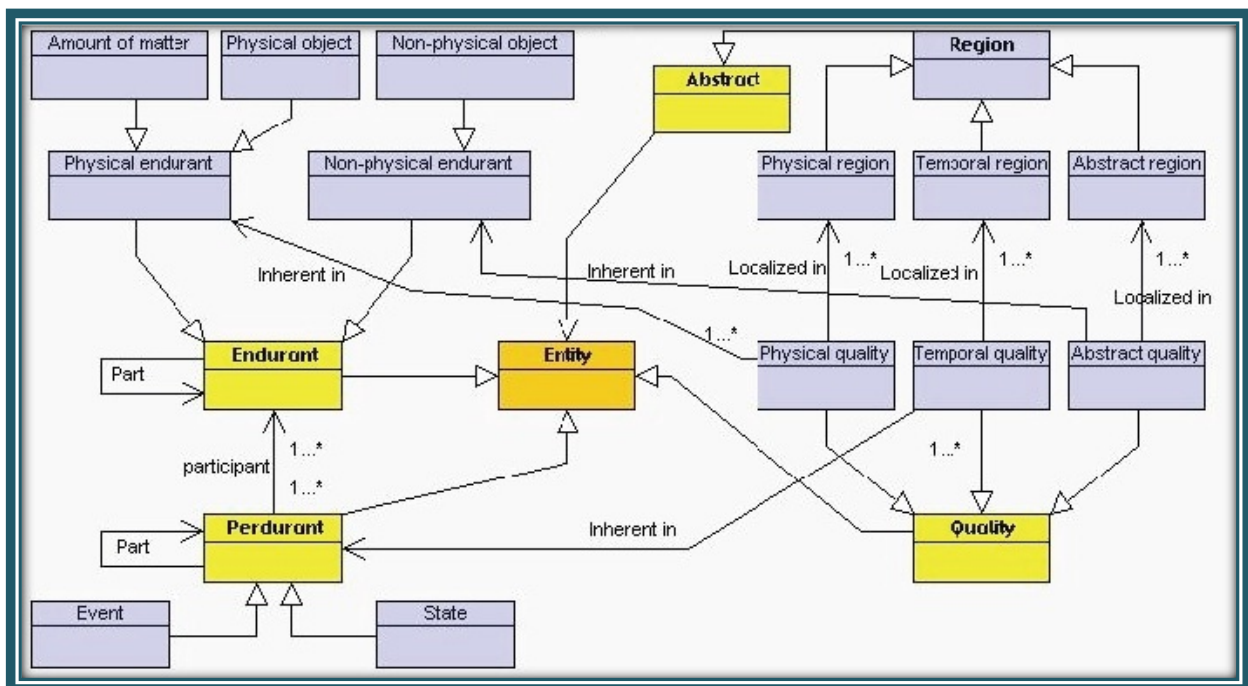 Amount of matter
Physical object
Non-physical object
Region
Abstract
Physical endurant
Non-physical endurant
Physical region
Temporal region
Abstract region
Inherent in
Inherent in
Localized in
1...*
Localized in
1...*
1...*
Localized in
1...*
Endurant
Entity
Physical quality
Temporal quality
Abstract quality
Part
participant
1...*
1...*
1...*
Perdurant
Part
Inherent in
Quality
Event
State